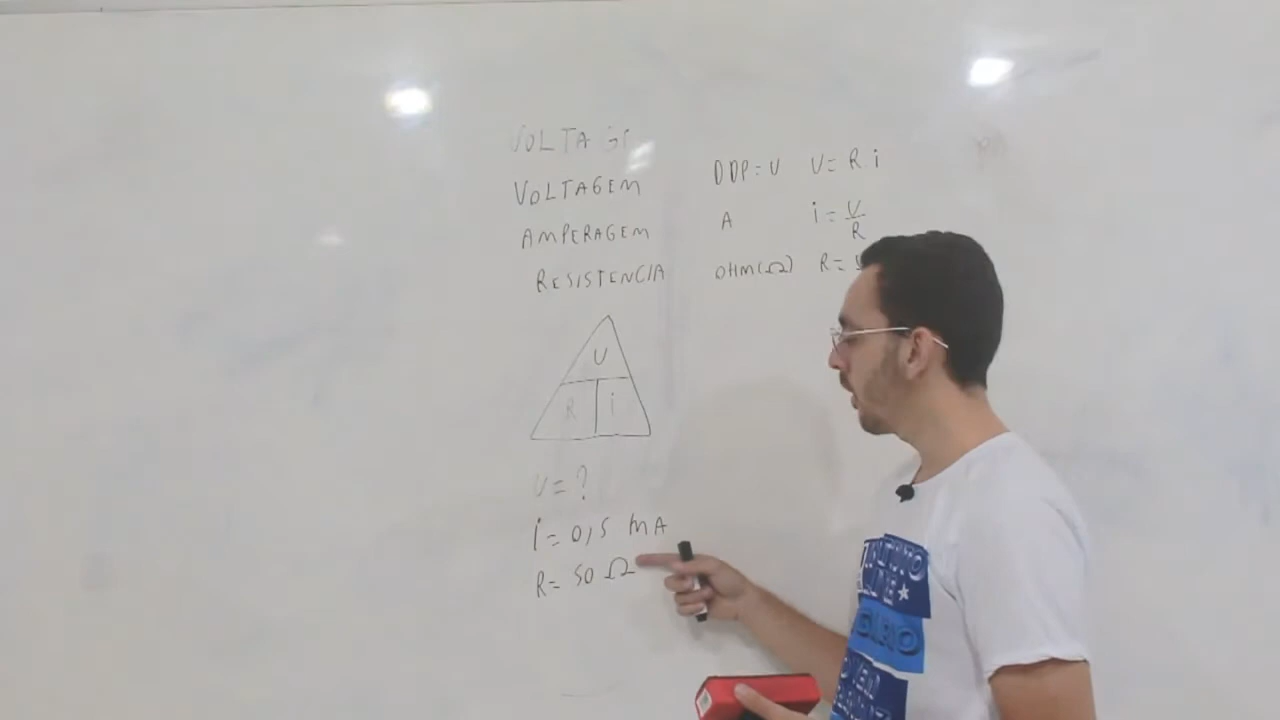 VOLTAGE
VOLTAGEM
AMPERAGEM
RESISTENCIA
DDP=U U= R i
A i = V/R
OHM(Ω) R=
U
R i
U= ?
i= 0,5 mA
R= 50 Ω